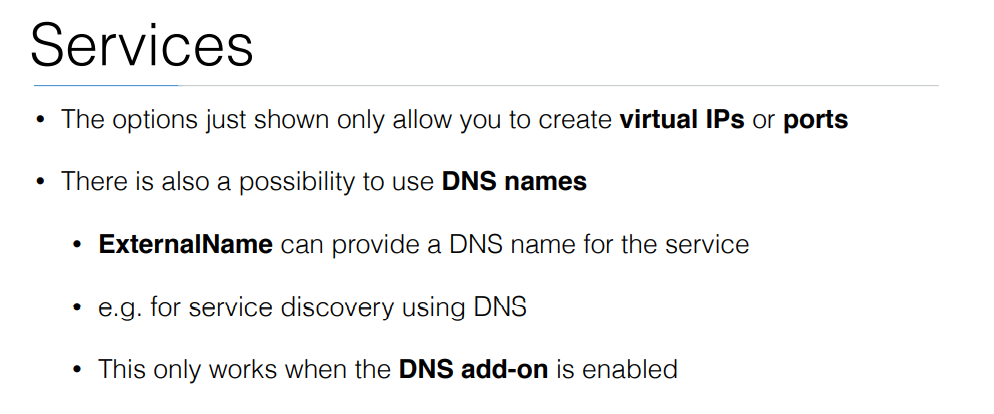 Services
• The options just shown only allow you to create virtual IPs or ports
• There is also a possibility to use DNS names
• ExternalName can provide a DNS name for the service
• e.g. for service discovery using DNS
• This only works when the DNS add-on is enabled